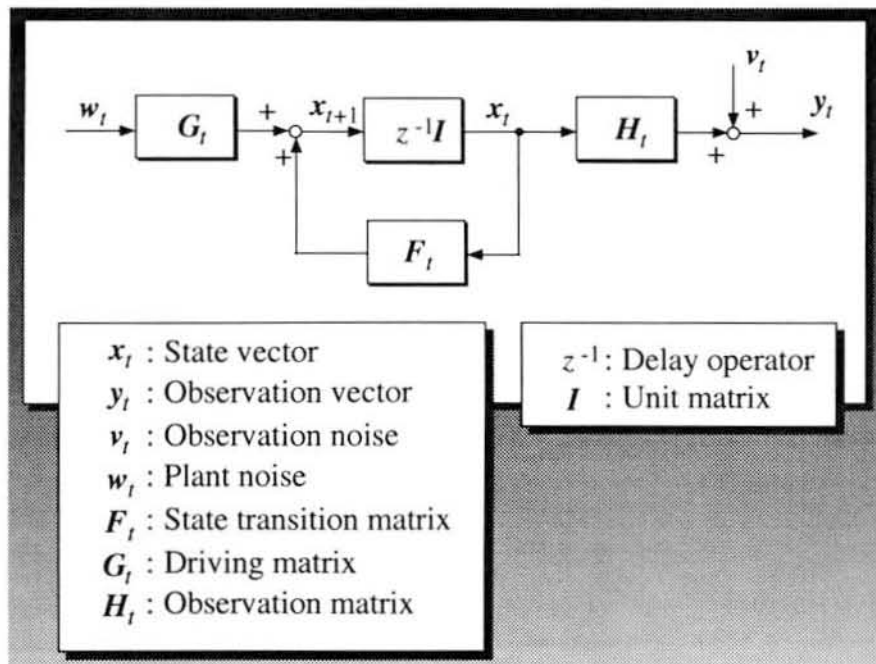 v_t
w_t
G_t
+
x_{t+1}
z^{-1}I
x_t
H_t
+
y_t
+
+
F_t
x_t : State vector
y_t : Observation vector
v_t : Observation noise
w_t : Plant noise
F_t : State transition matrix
G_t : Driving matrix
H_t : Observation matrix
z^{-1} : Delay operator
I : Unit matrix